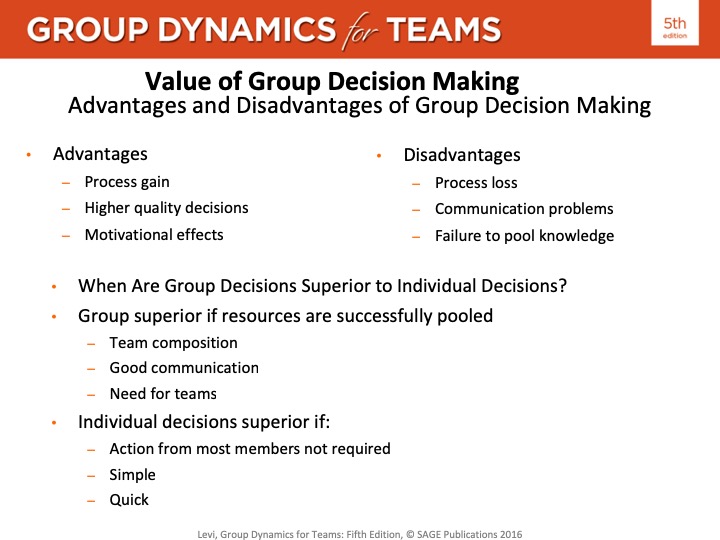 GROUP DYNAMICS for TEAMS
5th
edition
Value of Group Decision Making
Advantages and Disadvantages of Group Decision Making
• Advantages
– Process gain
– Higher quality decisions
– Motivational effects
• Disadvantages
– Process loss
– Communication problems
– Failure to pool knowledge
• When Are Group Decisions Superior to Individual Decisions?
• Group superior if resources are successfully pooled
– Team composition
– Good communication
– Need for teams
• Individual decisions superior if:
– Action from most members not required
– Simple
– Quick
Levi, Group Dynamics for Teams: Fifth Edition, © SAGE Publications 2016